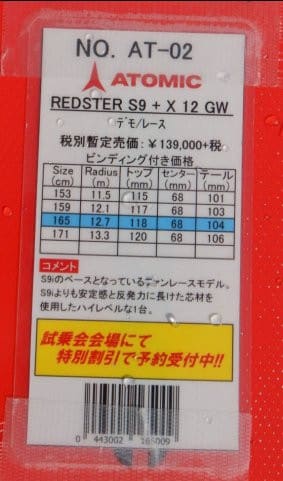 NO. AT-02
ATOMIC
REDSTER S9 + X 12 GW
デモ/レース
税別暫定売価:¥139,000+税
ビンディング付き価格
Size (cm) Radius (m) トップ (mm) センター (mm) テール (mm)
153 11.5 115 68 101
159 12.1 117 68 103
165 12.7 118 68 104
171 13.3 120 68 106
コメント
S9iのベースとなっているチャンレースモデル。
S9iよりも安定感と反発力に長けた芯材を
使用したハイレベルな1台。
試乗会会場にて
特別割引で予約受付中!!
0 443002 165009